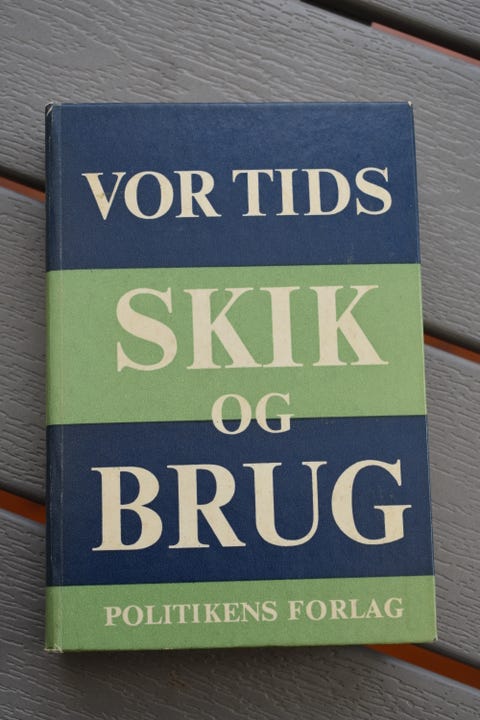 VOR TIDS
SKIK
OG
BRUG
POLITIKENS FORLAG